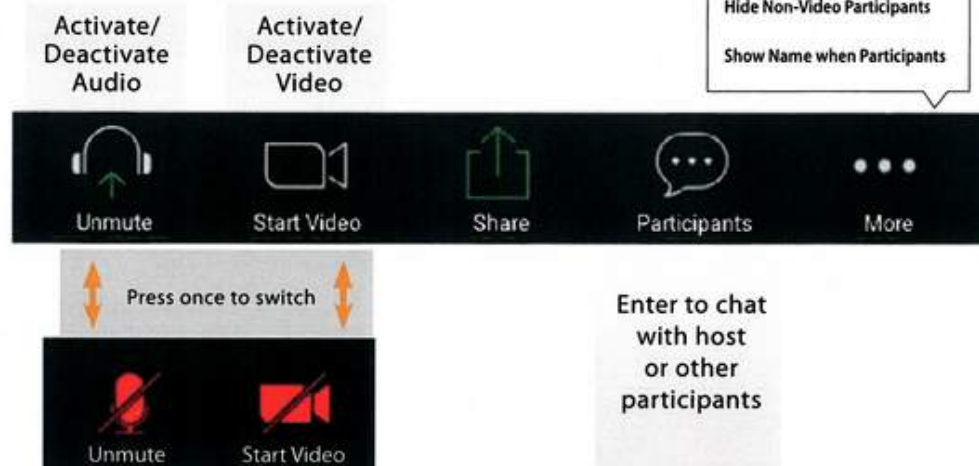 Hide Non-Video Participants
Show Name when Participants
Activate/
Deactivate
Audio
Activate/
Deactivate
Video
Unmute
Start Video
Share
Participants
More
Press once to switch
Enter to chat
with host
or other
participants
Unmute
Start Video